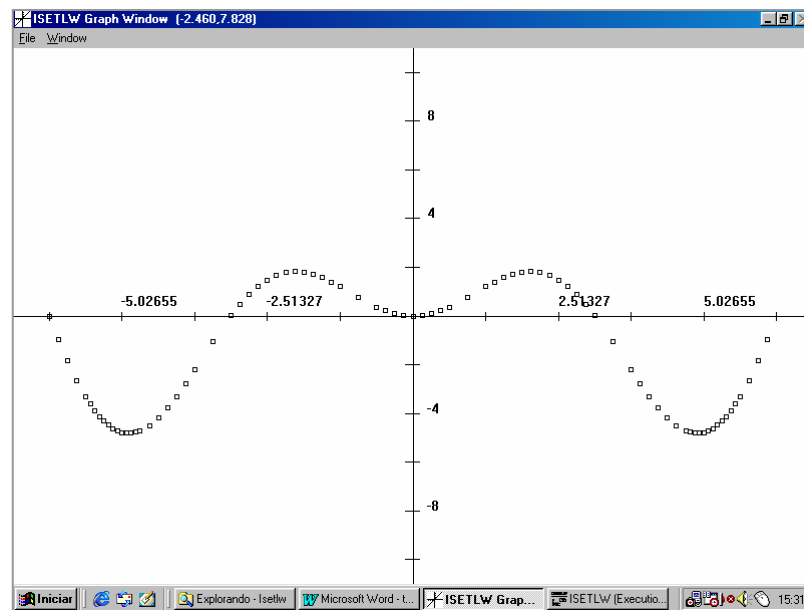 ISETLW Graph Window (-2.460,7.828)
File Window
8
4
-5.02655 -2.51327 2.51327 5.02655
-4
-8
Iniciar Explorando - Isetlw Microsoft Word - t... ISETLW Grap... ISETLW (Executio... 15:31